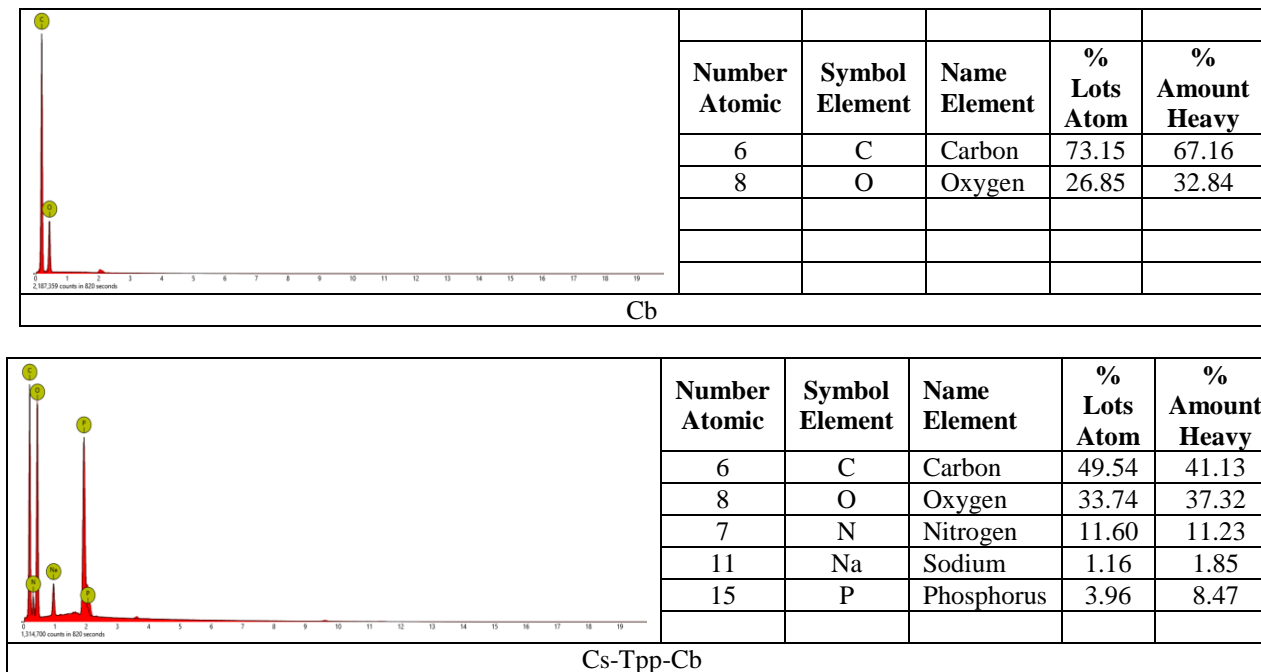 C
O
0 1 2 3 4 5 6 7 8 9 10 11 12 13 14 15 16 17 18 19
2,187,359 counts in 820 seconds
Number Atomic Symbol Element Name Element % Lots Atom % Amount Heavy
6 C Carbon 73.15 67.16
8 O Oxygen 26.85 32.84
Cb
C
O
P
N
Na
P
0 1 2 3 4 5 6 7 8 9 10 11 12 13 14 15 16 17 18 19
1,314,700 counts in 820 seconds
Number Atomic Symbol Element Name Element % Lots Atom % Amount Heavy
6 C Carbon 49.54 41.13
8 O Oxygen 33.74 37.32
7 N Nitrogen 11.60 11.23
11 Na Sodium 1.16 1.85
15 P Phosphorus 3.96 8.47
Cs-Tpp-Cb